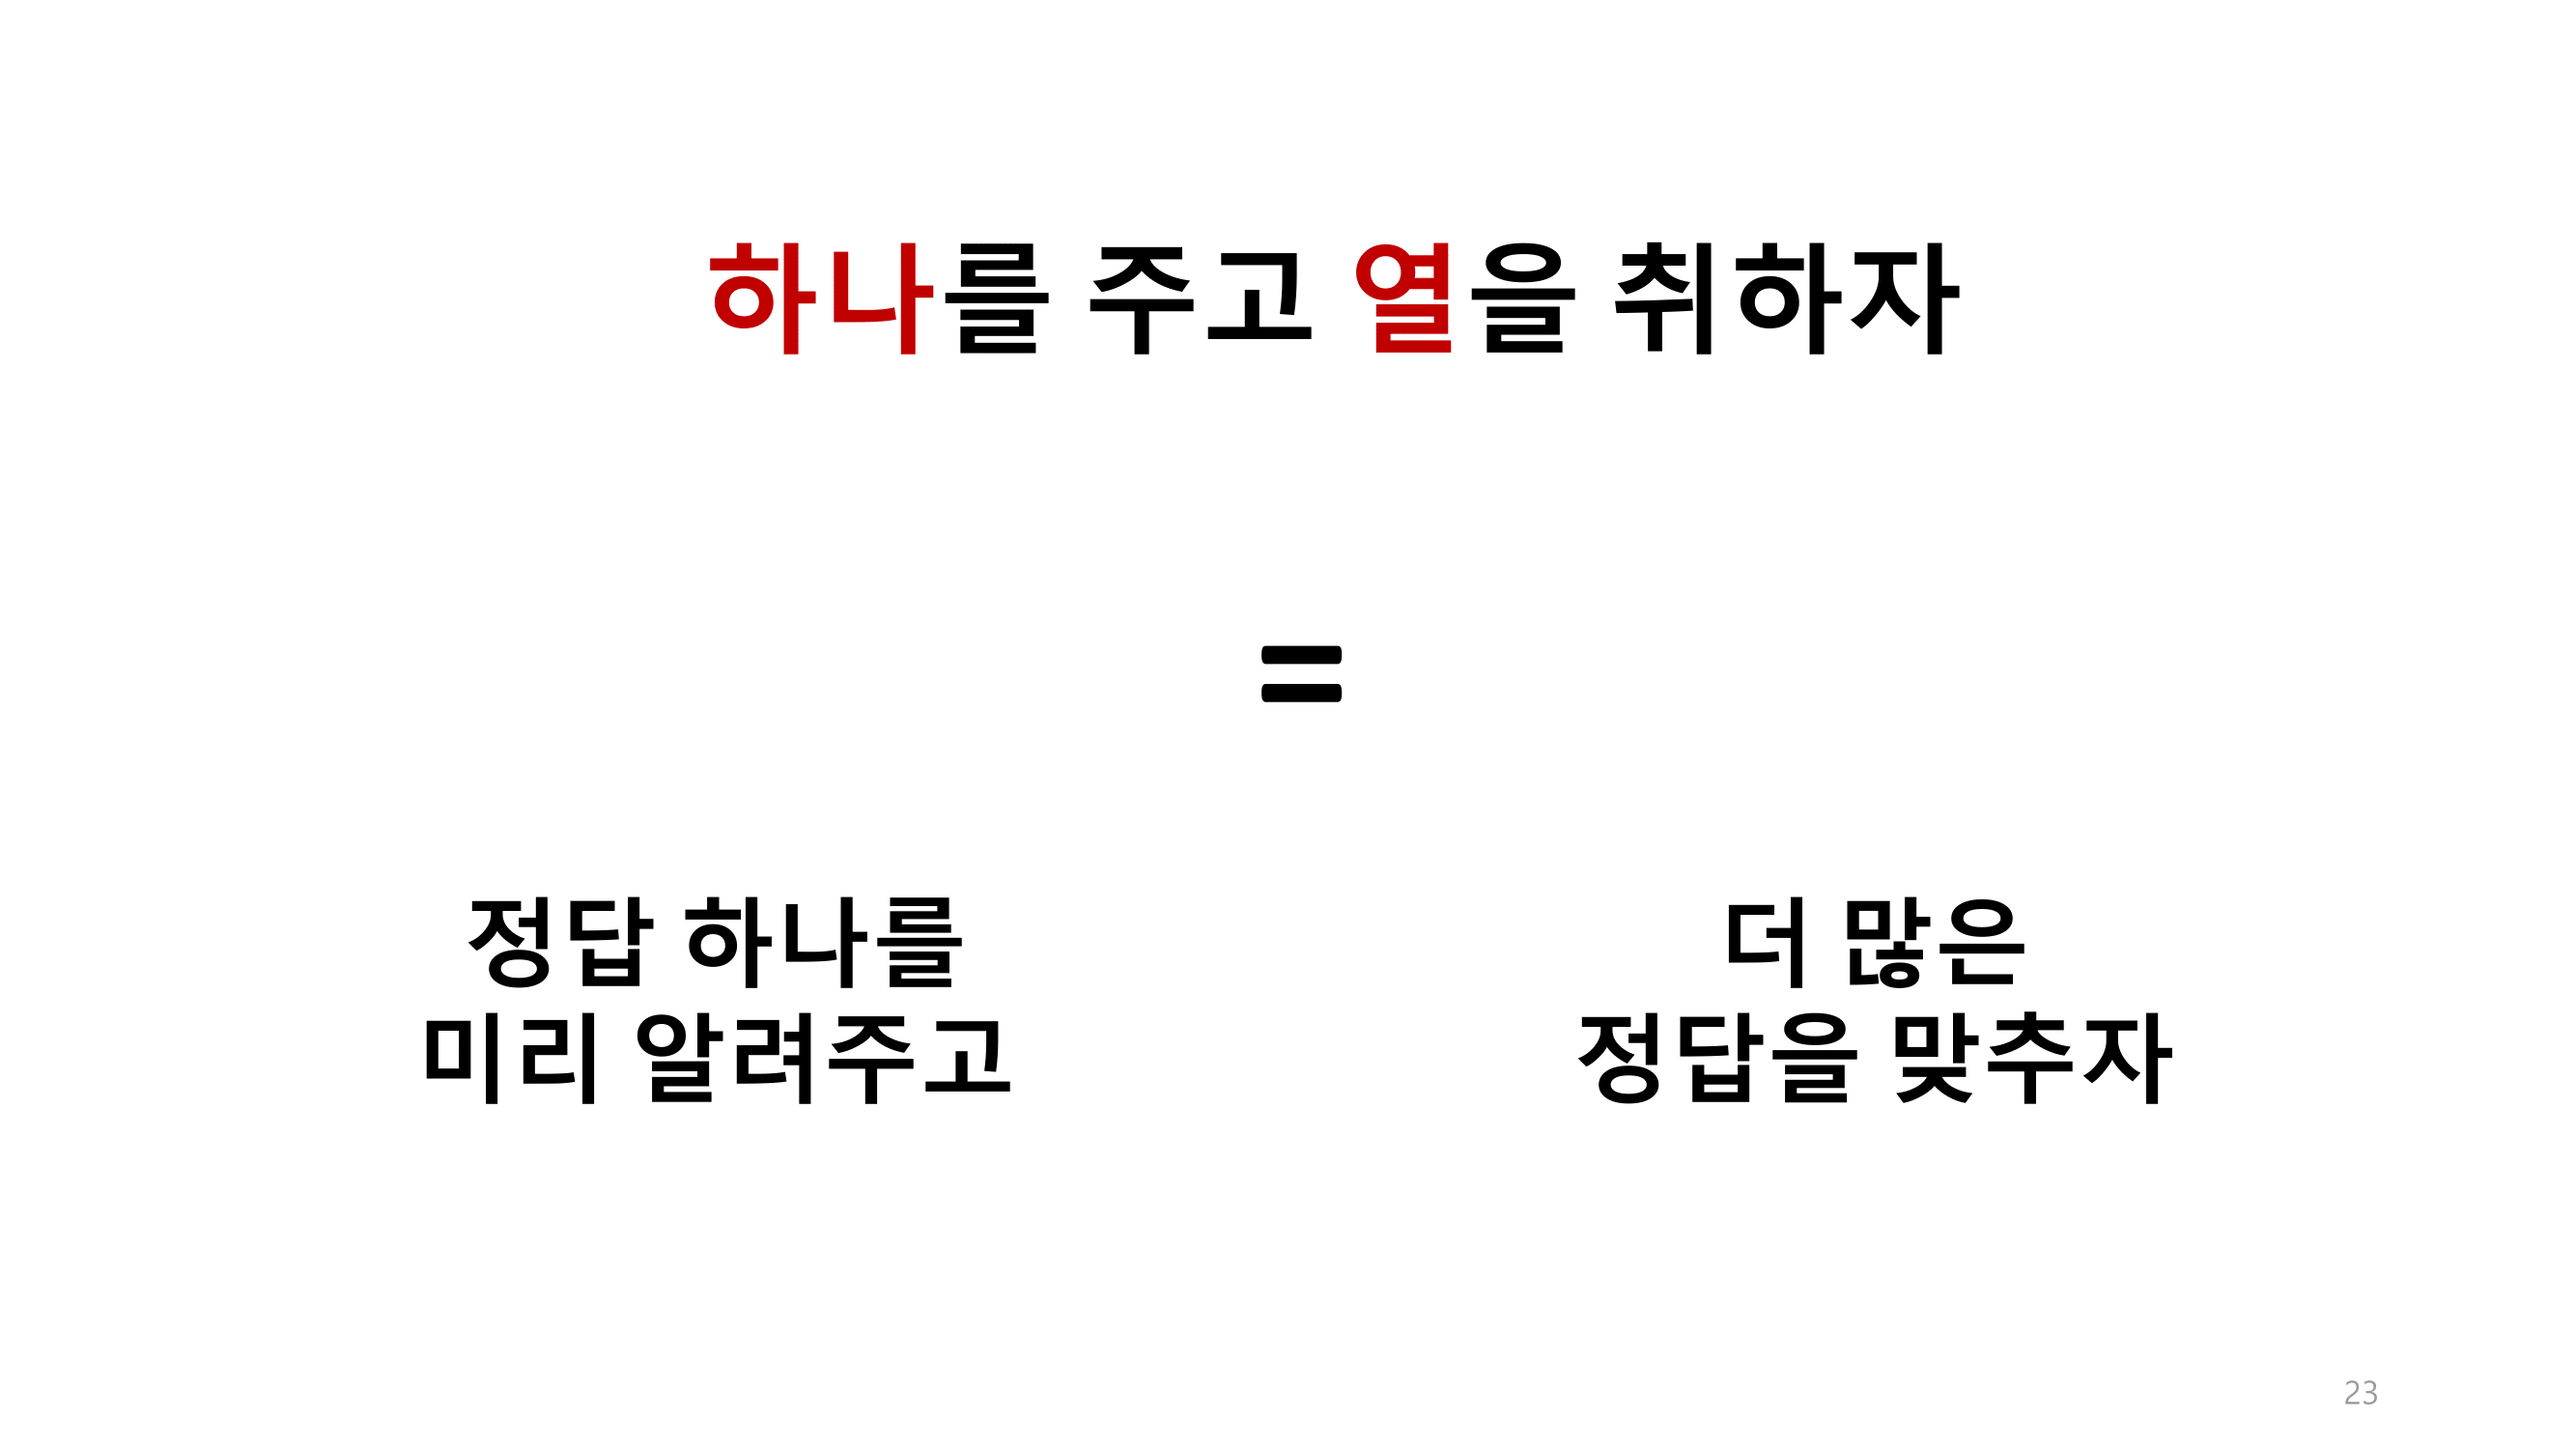 하나를 주고 열을 취하자
=
정답 하나를
미리 알려주고
더 많은
정답을 맞추자
23